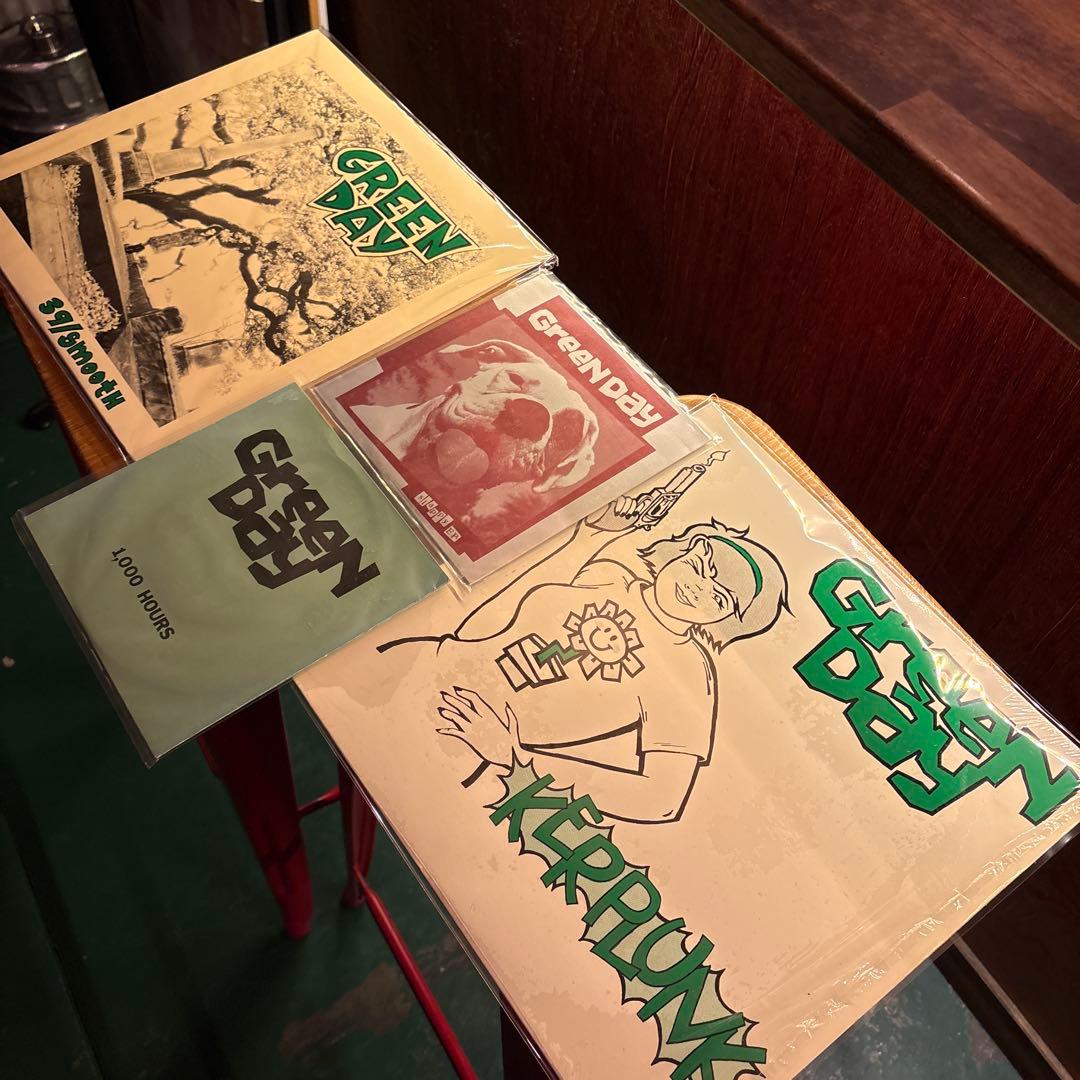 GREEN
DAY
39/SMOOTH
GREEN DAY
GREEN
DAY
1,000 HOURS
GREEN
DAY
KERPLUNK